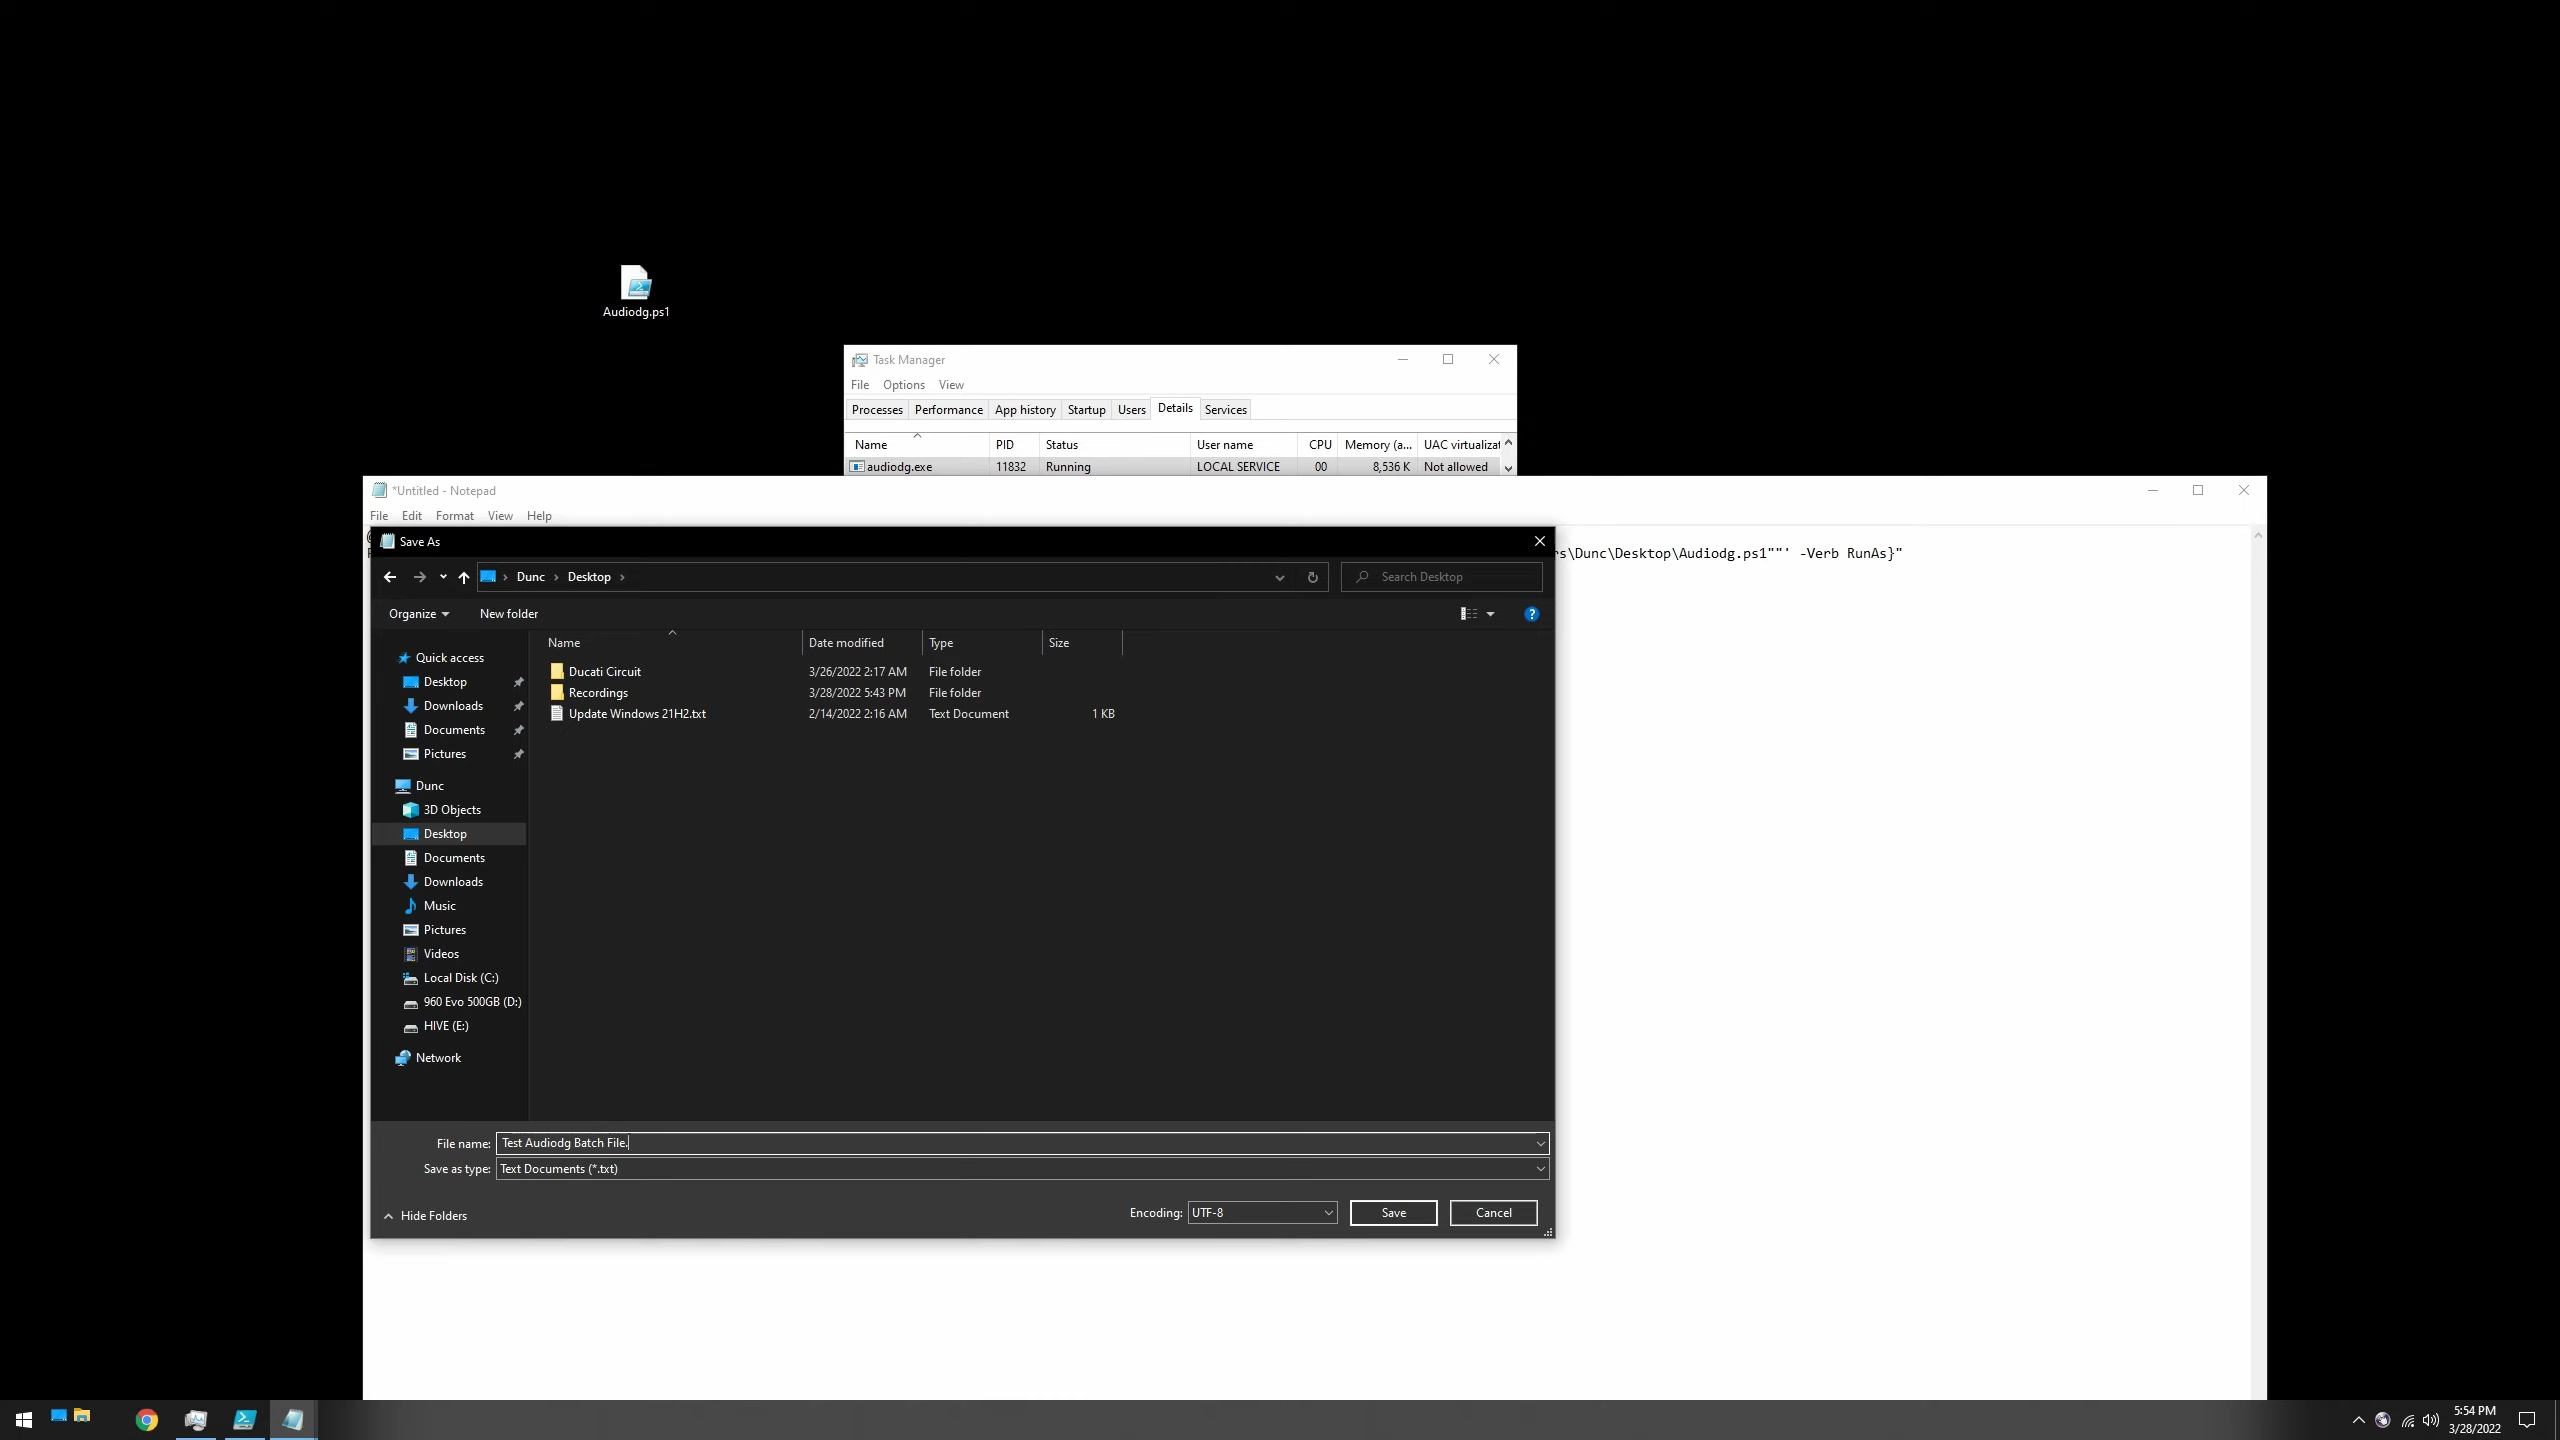 Audiodg.ps1
Task Manager
File Options View
Processes Performance App history Startup Users Details Services
Name PID Status User name CPU Memory (a... UAC virtualizat
audiodg.exe 11832 Running LOCAL SERVICE 00 8,536 K Not allowed
*Untitled - Notepad
File Edit Format View Help
s\Dunc\Desktop\Audiodg.ps1""' -Verb RunAs}"
Save As
Dunc Desktop
Search Desktop
Organize New folder
Name Date modified Type Size
Ducati Circuit 3/26/2022 2:17 AM File folder
Recordings 3/28/2022 5:43 PM File folder
Update Windows 21H2.txt 2/14/2022 2:16 AM Text Document 1 KB
Quick access
Desktop
Downloads
Documents
Pictures
Dunc
3D Objects
Desktop
Documents
Downloads
Music
Pictures
Videos
Local Disk (C:)
960 Evo 500GB (D:)
HIVE (E:)
Network
File name: Test Audiodg Batch File.
Save as type: Text Documents (*.txt)
Hide Folders
Encoding: UTF-8 Save Cancel
5:54 PM
3/28/2022